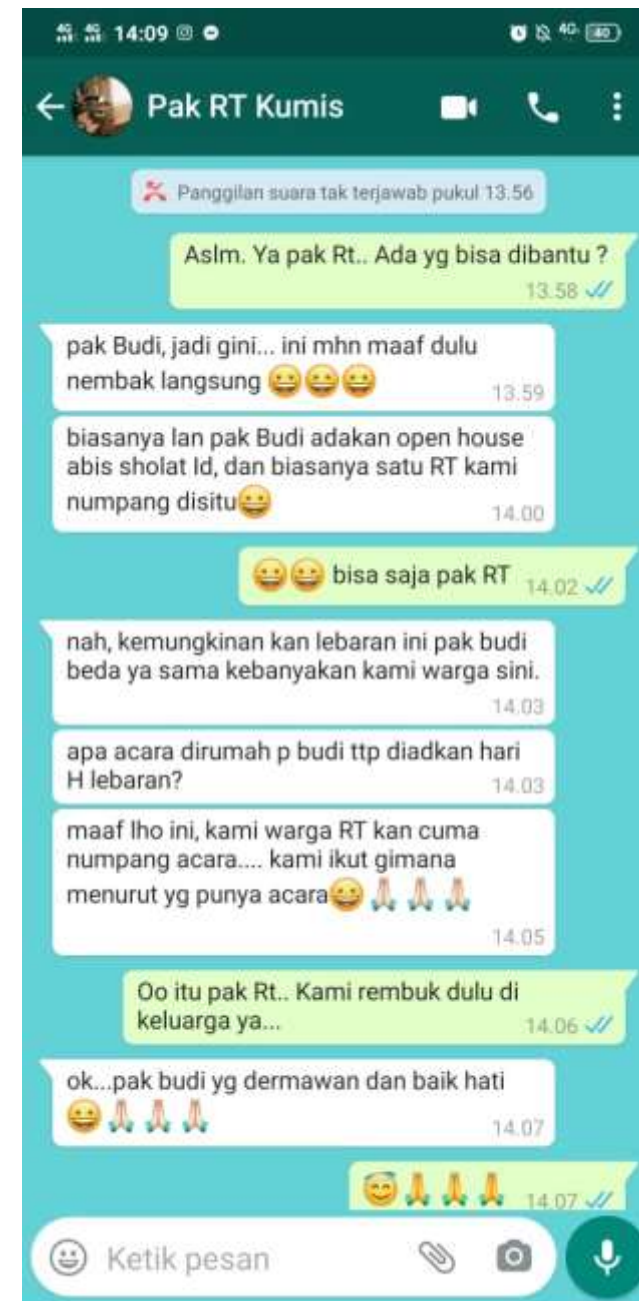 4G 4G 14:09 4G 40
Pak RT Kumis
Panggilan suara tak terjawab pukul 13.56
Aslm. Ya pak Rt.. Ada yg bisa dibantu ?
13.58
pak Budi, jadi gini... ini mhn maaf dulu
nembak langsung 😀😀😀 13.59
biasanya lan pak Budi adakan open house
abis sholat Id, dan biasanya satu RT kami
numpang disitu😀 14.00
😀😀 bisa saja pak RT 14.02
nah, kemungkinan kan lebaran ini pak budi
beda ya sama kebanyakan kami warga sini.
14.03
apa acara dirumah p budi ttp diadkan hari
H lebaran? 14.03
maaf lho ini, kami warga RT kan cuma
numpang acara.... kami ikut gimana
menurut yg punya acara😀🙏🙏🙏
14.05
Oo itu pak Rt.. Kami rembuk dulu di
keluarga ya... 14.06
ok...pak budi yg dermawan dan baik hati
😀🙏🙏🙏 14.07
😇🙏🙏🙏 14.07
Ketik pesan